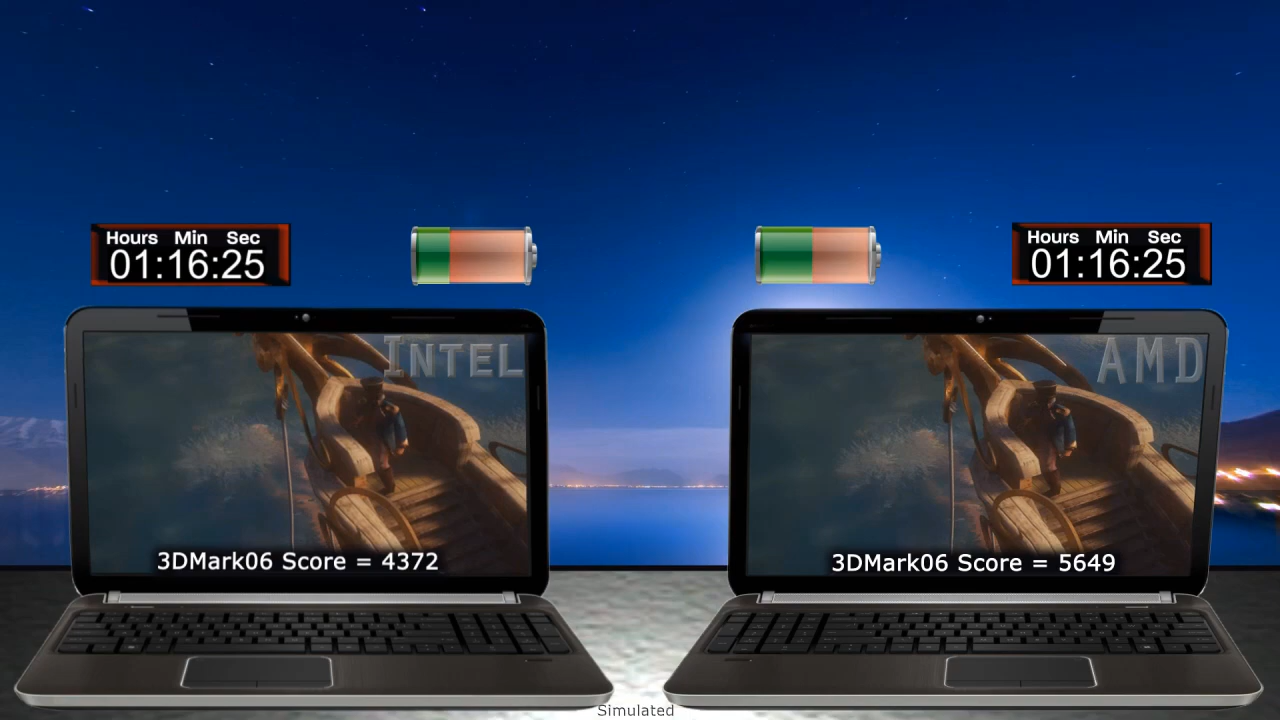 Hours Min Sec
01:16:25
Hours Min Sec
01:16:25
INTEL
3DMark06 Score = 4372
AMD
3DMark06 Score = 5649
Simulated